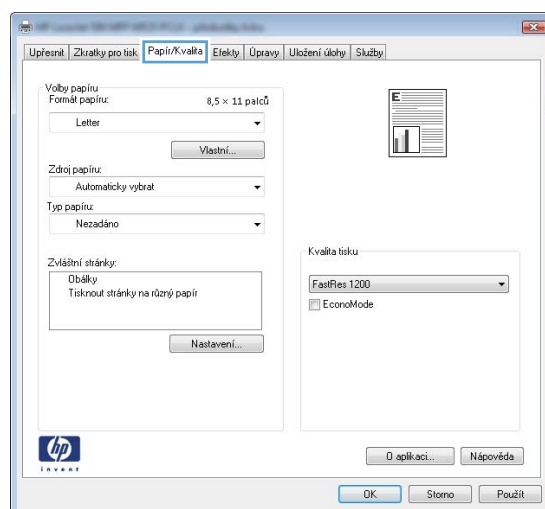 Upřesnit Zkratky pro tisk Papír/Kvalita Efekty Úpravy Uložení úlohy Služby
Volby papíru
Formát papíru:
8,5 × 11 palců
Letter
Vlastní...
Zdroj papíru:
Automaticky vybrat
Typ papíru:
Nezadáno
Zvláštní stránky:
Obálky
Tisknout stránky na různý papír
Nastavení...
E
Kvalita tisku
FastRes 1200
EconoMode
hp
invent
O aplikaci... Nápověda
OK Storno Použít